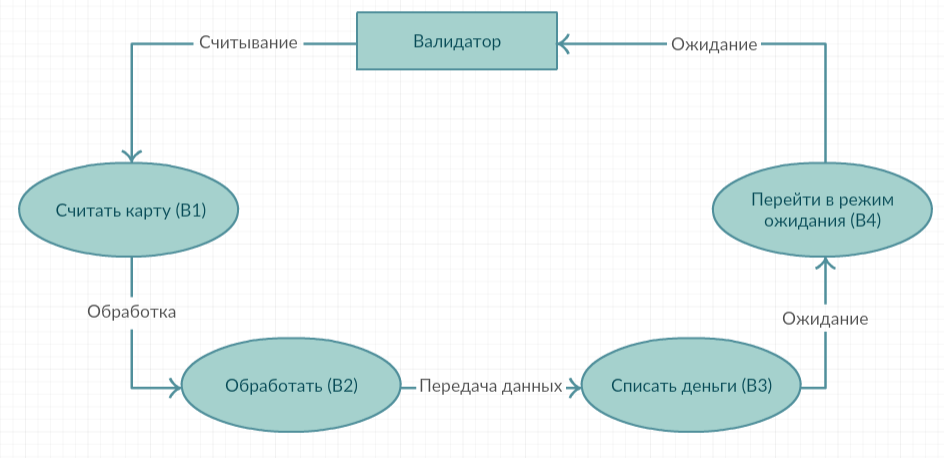 Считывание
Валидатор
Ожидание
Считать карту (В1)
Перейти в режим
ожидания (В4)
Обработка
Ожидание
Обработать (В2)
Передача данных
Списать деньги (В3)